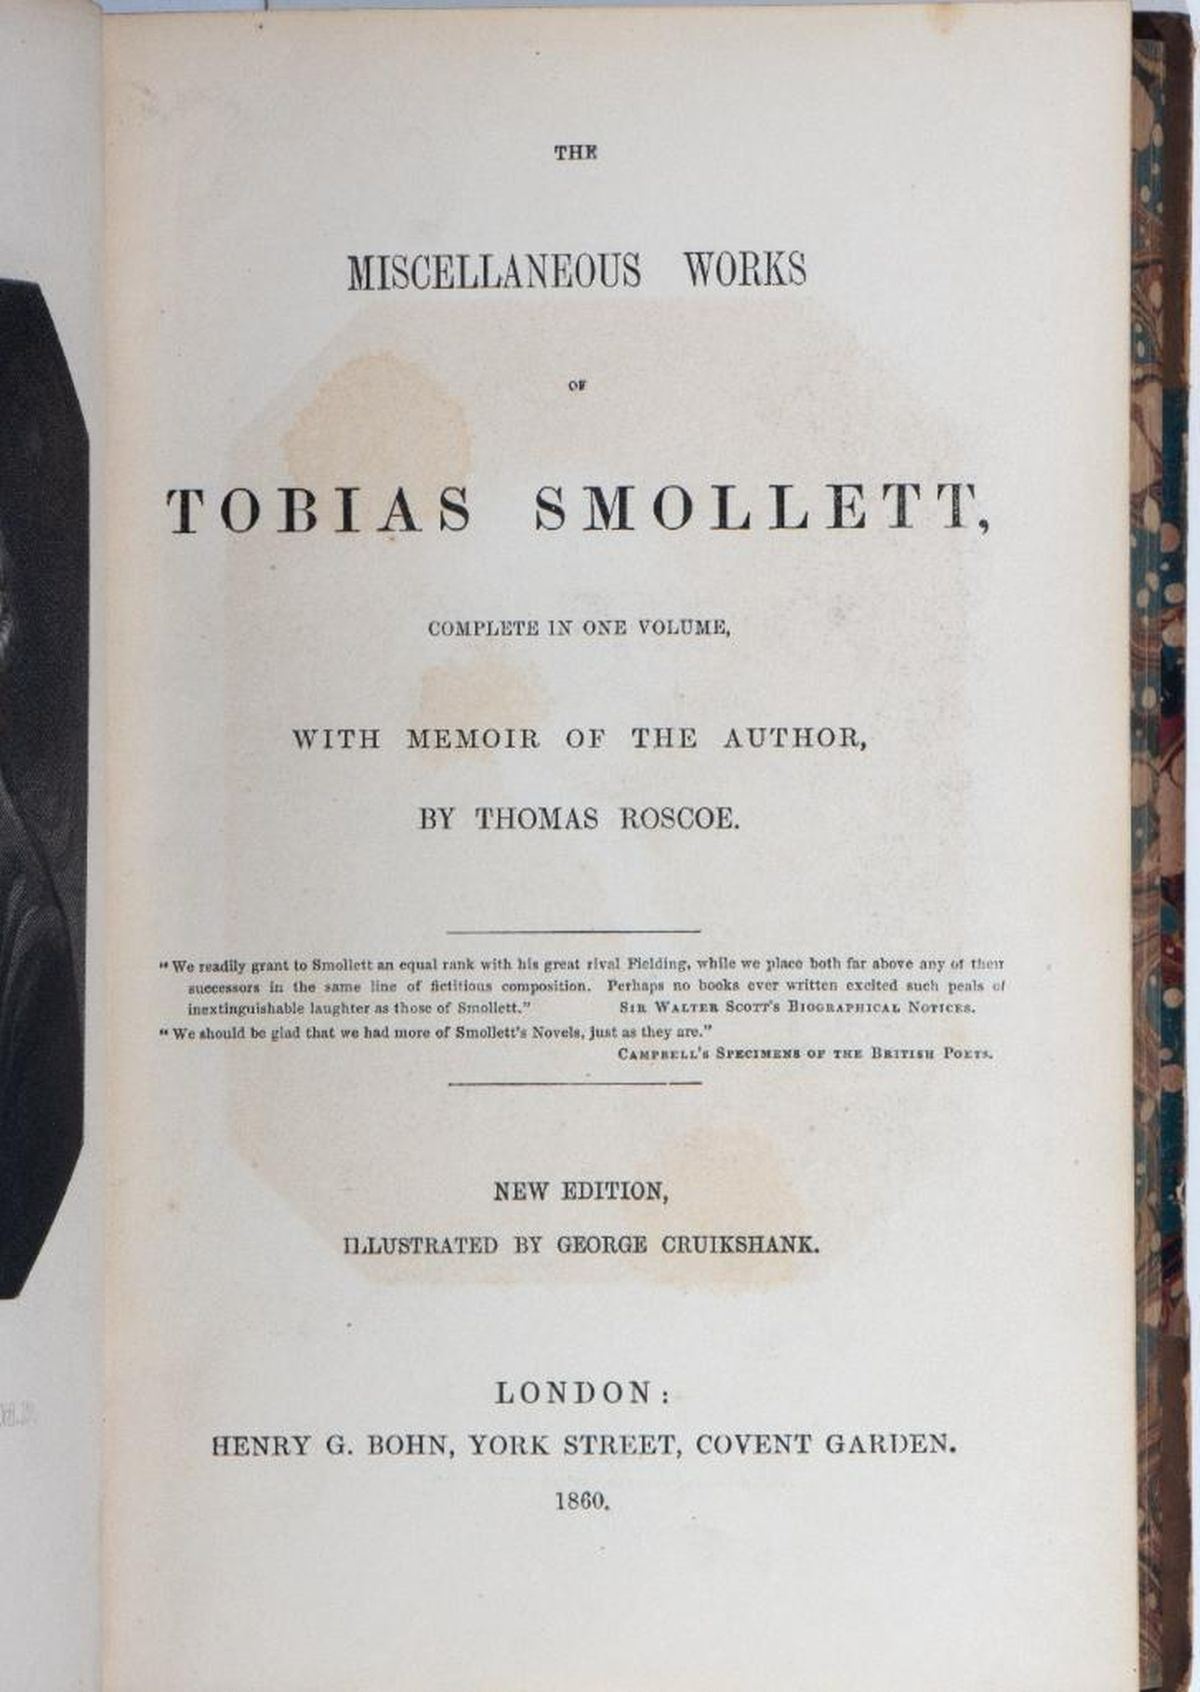 THE
MISCELLANEOUS WORKS
OF
TOBIAS SMOLLETT,
COMPLETE IN ONE VOLUME,
WITH MEMOIR OF THE AUTHOR,
BY THOMAS ROSCOE.
"We readily grant to Smollett an equal rank with his great rival Fielding, while we place both far above any of their
successors in the same line of fictitious composition. Perhaps no books ever written excited such peals of
inextinguishable laughter as those of Smollett." SIR WALTER SCOTT'S BIOGRAPHICAL NOTICES.
"We should be glad that we had more of Smollett's Novels, just as they are."
CAMPBELL'S SPECIMENS OF THE BRITISH POETS.
NEW EDITION,
ILLUSTRATED BY GEORGE CRUIKSHANK.
LONDON:
HENRY G. BOHN, YORK STREET, COVENT GARDEN.
1860.